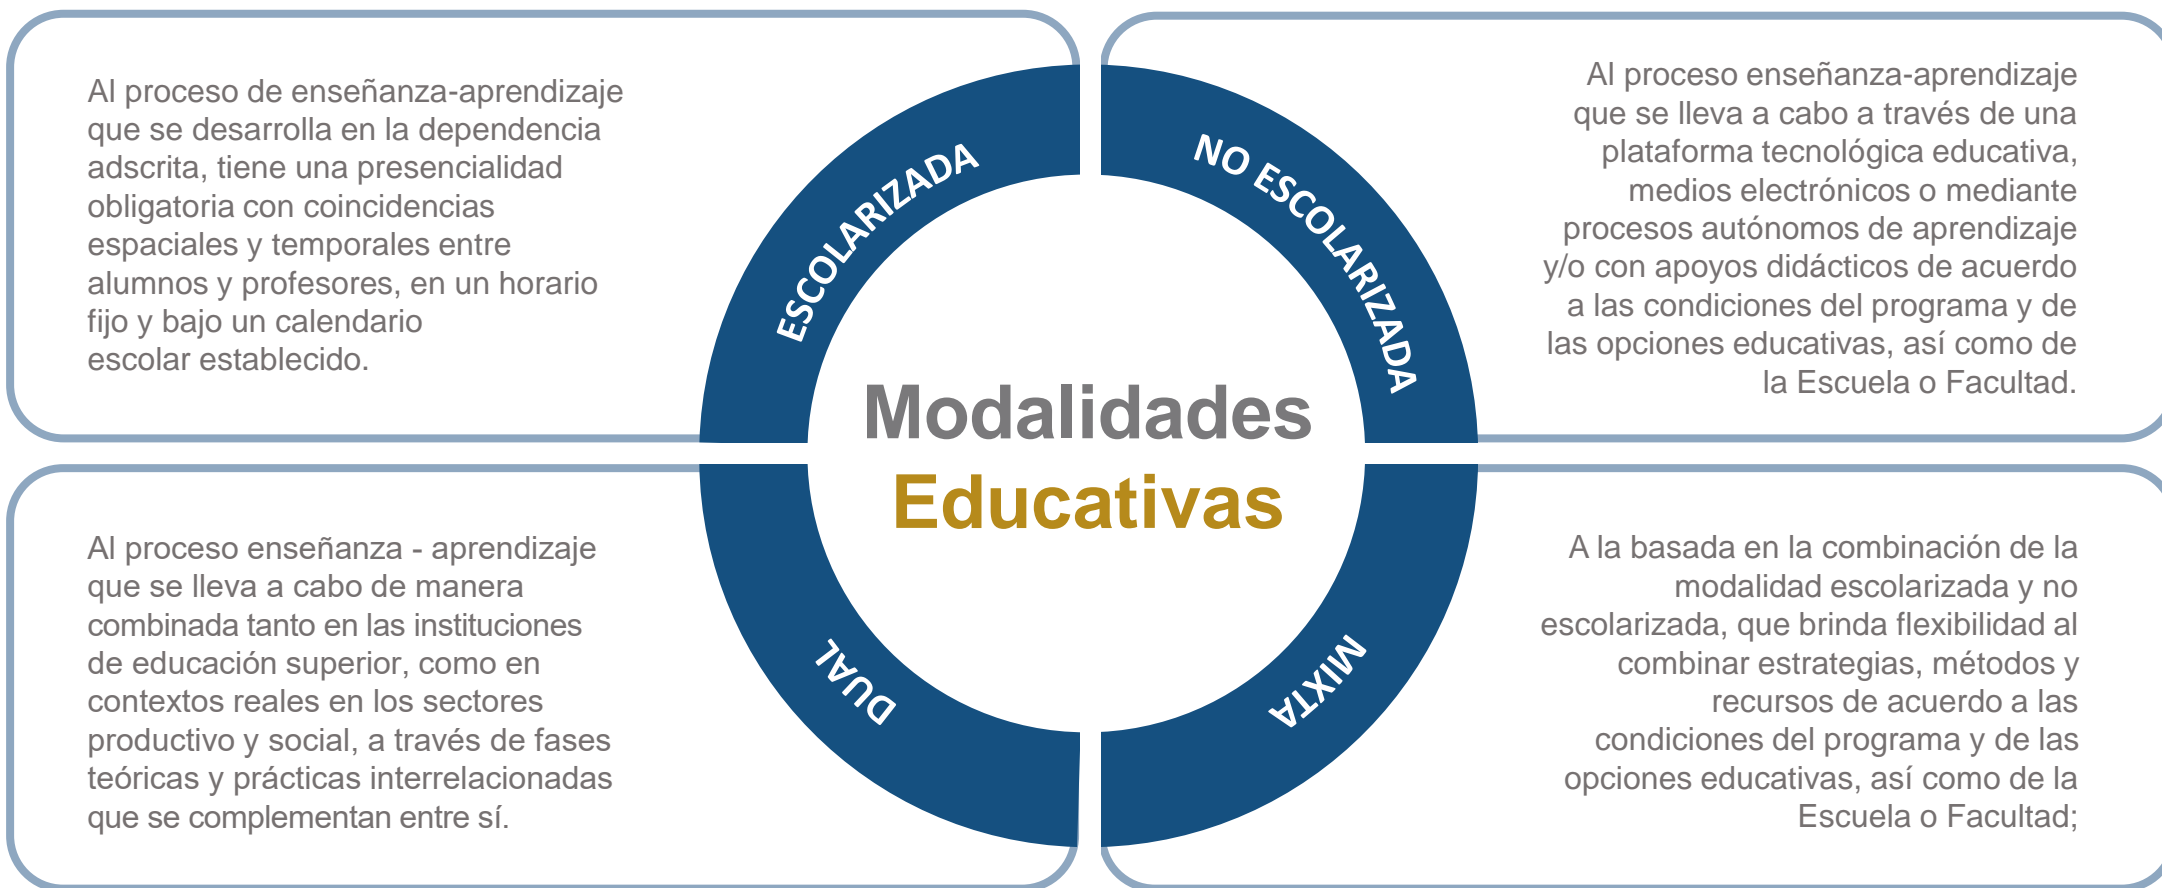 Al proceso de enseñanza-aprendizaje
que se desarrolla en la dependencia
adscrita, tiene una presencialidad
obligatoria con coincidencias
espaciales y temporales entre
alumnos y profesores, en un horario
fijo y bajo un calendario
escolar establecido.
ESCOLARIZADA
NO ESCOLARIZADA
Al proceso enseñanza-aprendizaje
que se lleva a cabo a través de una
plataforma tecnológica educativa,
medios electrónicos o mediante
procesos autónomos de aprendizaje
y/o con apoyos didácticos de acuerdo
a las condiciones del programa y de
las opciones educativas, así como de
la Escuela o Facultad.
Modalidades
Educativas
Al proceso enseñanza - aprendizaje
que se lleva a cabo de manera
combinada tanto en las instituciones
de educación superior, como en
contextos reales en los sectores
productivo y social, a través de fases
teóricas y prácticas interrelacionadas
que se complementan entre sí.
DUAL
MIXTA
A la basada en la combinación de la
modalidad escolarizada y no
escolarizada, que brinda flexibilidad al
combinar estrategias, métodos y
recursos de acuerdo a las
condiciones del programa y de las
opciones educativas, así como de la
Escuela o Facultad;